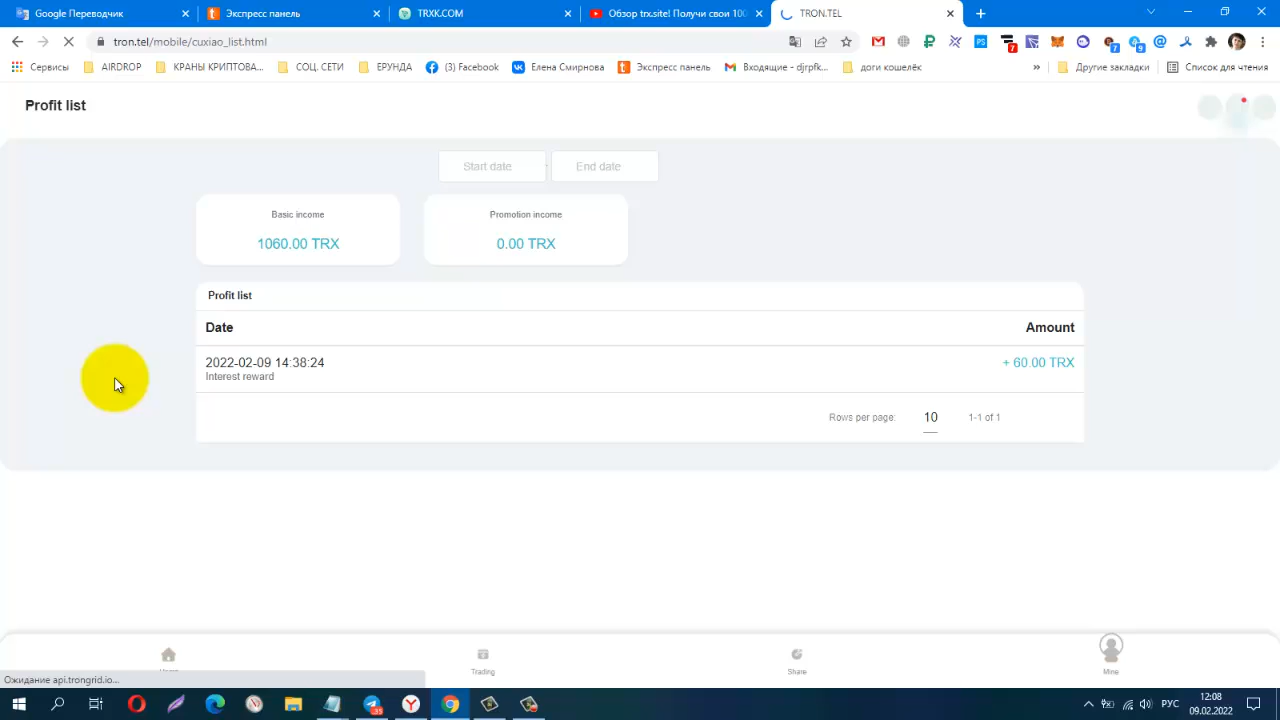 Google Переводчик
Экспресс панель
TRXK.COM
Обзор trx.site! Получи свои 100
TRON.TEL
tron.tel/mobile/cuxiao_list.html
7
7
9
Сервисы
AIRDROP
КРАНЫ КРИПТОВА...
СОЦ. СЕТИ
ЕРУНДА
(3) Facebook
Елена Смирнова
Экспресс панель
Входящие – djrpfk...
доги кошелёк
»
Другие закладки
Список для чтения
Profit list
Start date
-
End date
Basic income
Promotion income
1060.00 TRX
0.00 TRX
Profit list
Date
Amount
2022-02-09 14:38:24
+ 60.00 TRX
Interest reward
Rows per page:
10
1-1 of 1
Trading
Share
Mine
Ожидание api.trongrid.io...
РУС
12:08
09.02.2022